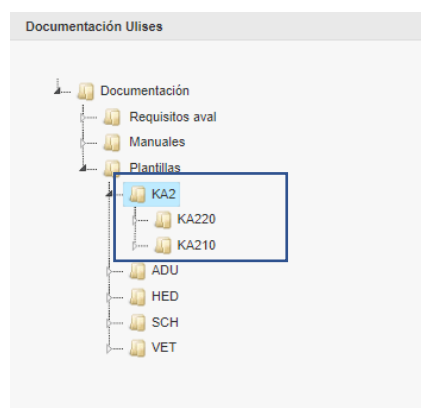 Documentación Ulises
Documentación
Requisitos aval
Manuales
Plantillas
KA2
KA220
KA210
ADU
HED
SCH
VET